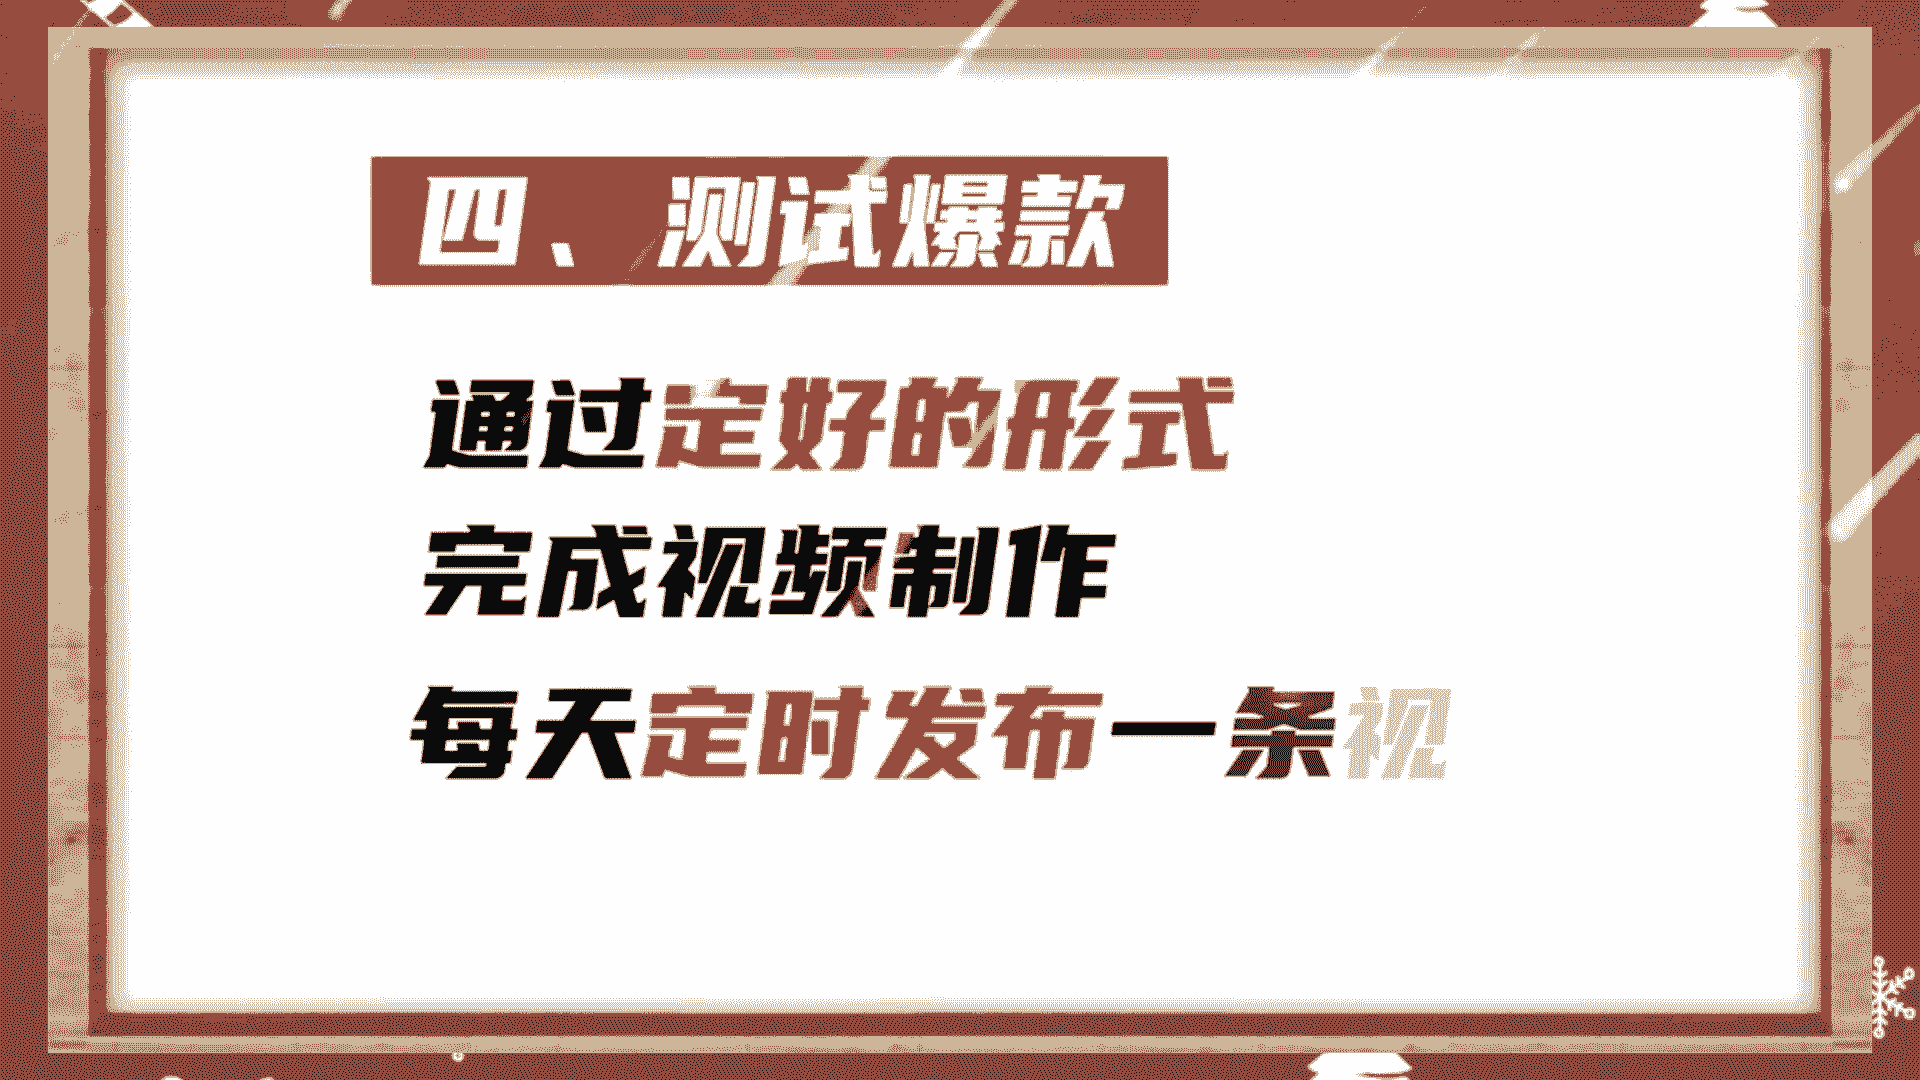 四、测试爆款
通过定好的形式
完成视频制作
每天定时发布一条视